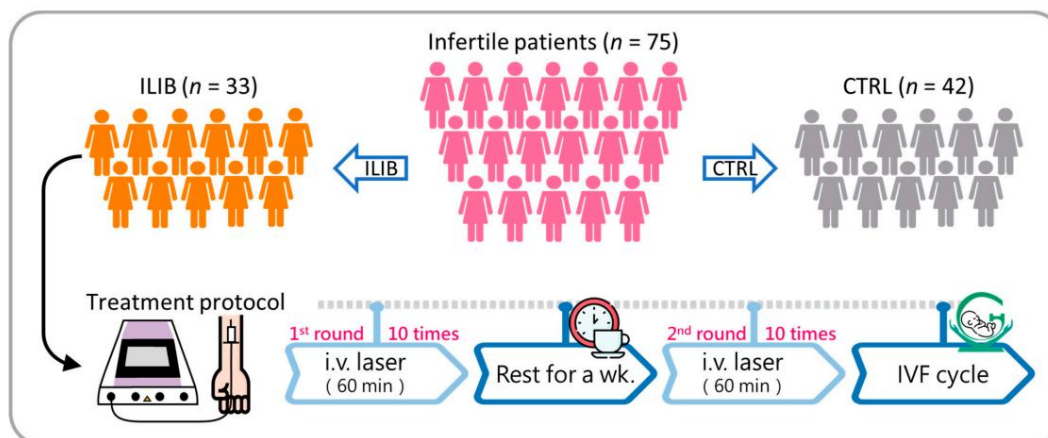 Infertile patients (n = 75)
ILIB (n = 33)
CTRL (n = 42)
ILIB
CTRL
Treatment protocol
1st round 10 times
i.v. laser
( 60 min )
Rest for a wk.
2nd round 10 times
i.v. laser
( 60 min )
IVF cycle